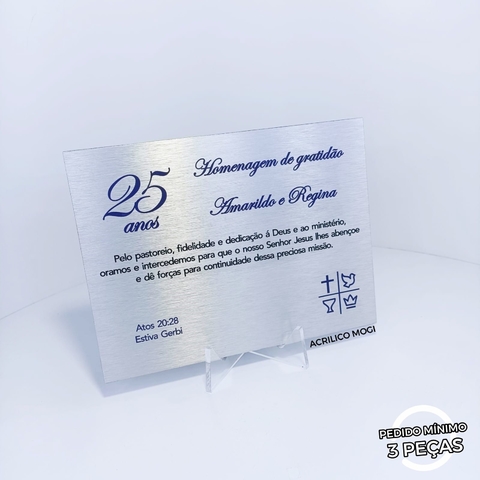 25
anos
Homenagem de gratidão
Amarildo e Regina
Pelo pastoreio, fidelidade e dedicação á Deus e ao ministério,
oramos e intercedemos para que o nosso Senhor Jesus lhes abençoe
e dê forças para continuidade dessa preciosa missão.
Atos 20:28
Estiva Gerbi
ACRILICO MOGI
PEDIDO MÍNIMO
3 PEÇAS